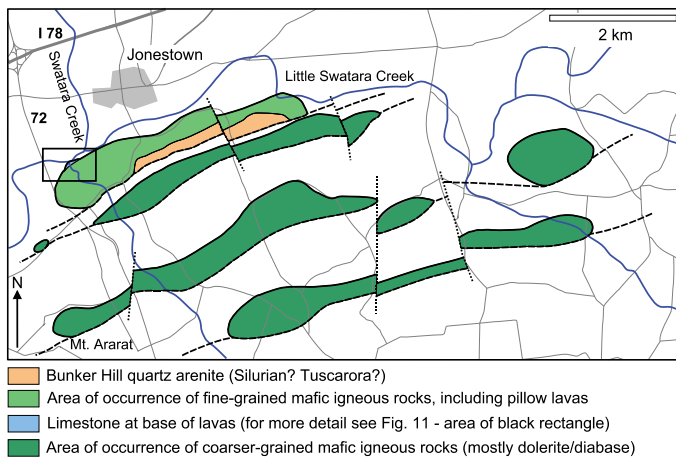 I 78
Jonestown
2 km
Swatara Creek
Little Swatara Creek
72
N
Mt. Ararat
Bunker Hill quartz arenite (Silurian? Tuscarora?)
Area of occurrence of fine-grained mafic igneous rocks, including pillow lavas
Limestone at base of lavas (for more detail see Fig. 11 - area of black rectangle)
Area of occurrence of coarser-grained mafic igneous rocks (mostly dolerite/diabase)